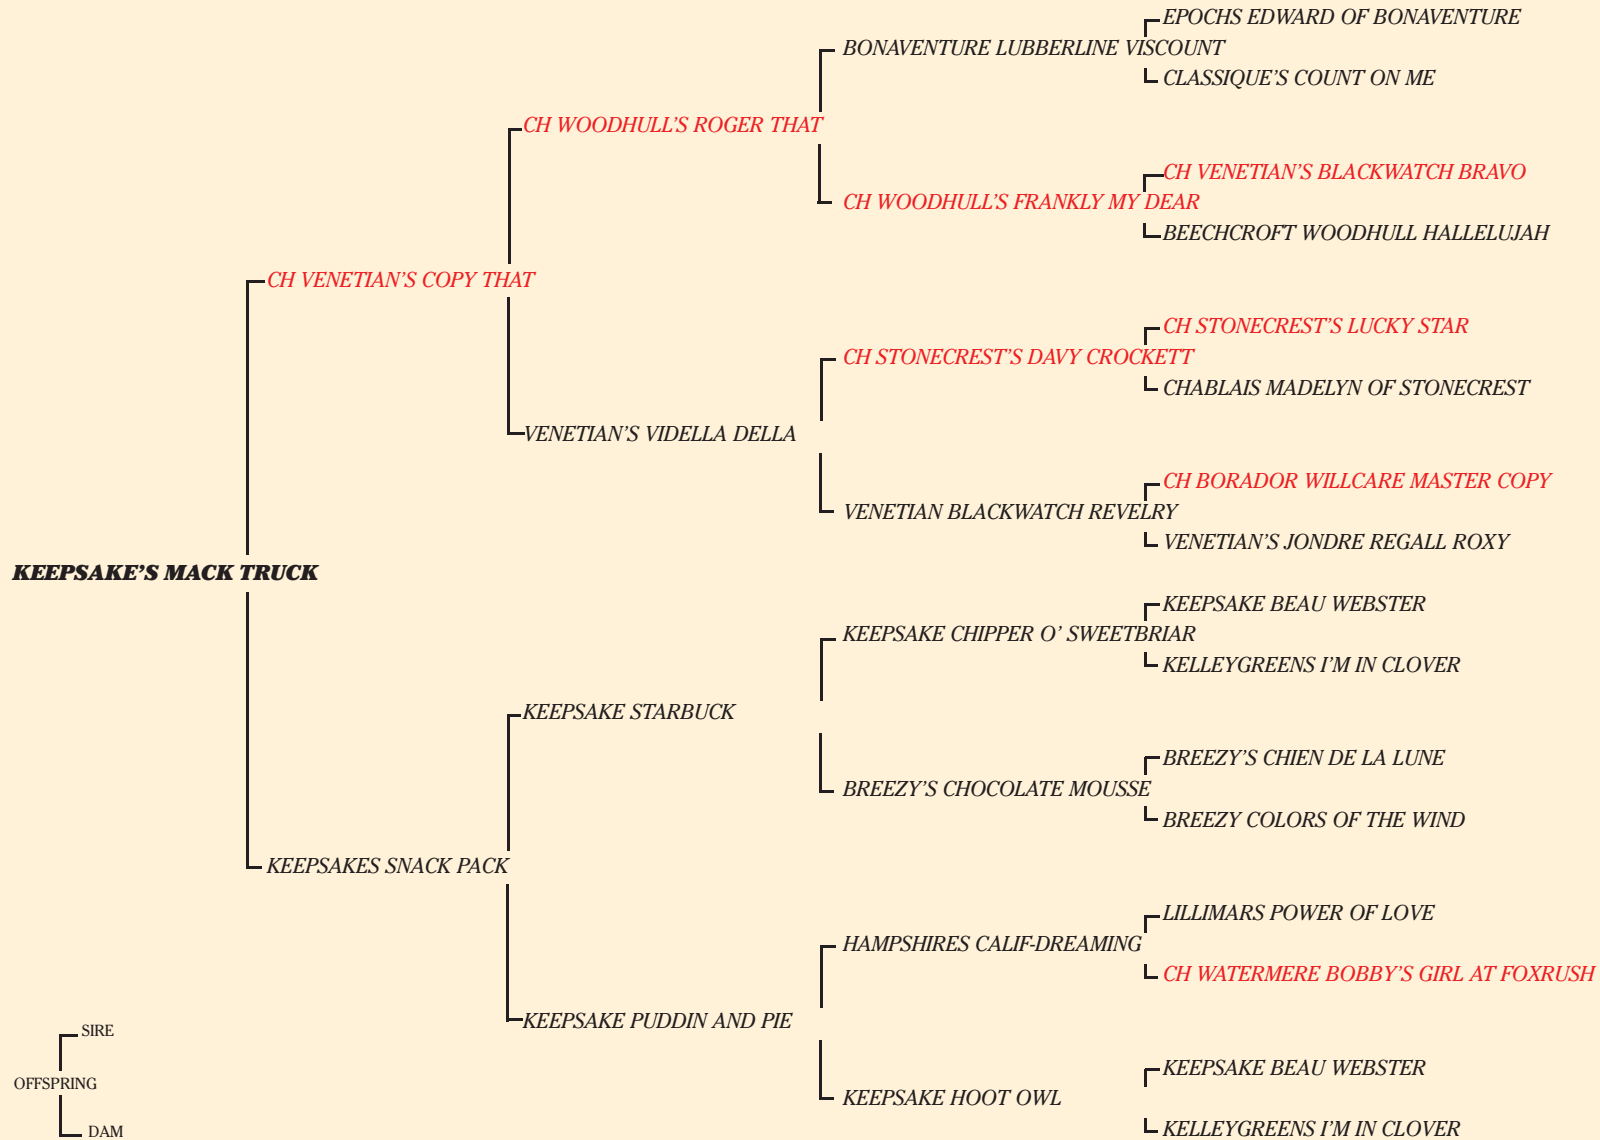 EPOCHS EDWARD OF BONAVENTURE
BONAVENTURE LUBBERLINE VISCOUNT
CLASSIQUE’S COUNT ON ME
CH WOODHULL’S ROGER THAT
CH VENETIAN’S BLACKWATCH BRAVO
CH WOODHULL’S FRANKLY MY DEAR
BEECHCROFT WOODHULL HALLELUJAH
CH VENETIAN’S COPY THAT
CH STONECREST’S LUCKY STAR
CH STONECREST’S DAVY CROCKETT
CHABLAIS MADELYN OF STONECREST
VENETIAN’S VIDELLA DELLA
CH BORADOR WILLCARE MASTER COPY
VENETIAN BLACKWATCH REVELRY
VENETIAN’S JONDRE REGALL ROXY
KEEPSAKE’S MACK TRUCK
KEEPSAKE BEAU WEBSTER
KEEPSAKE CHIPPER O’ SWEETBRIAR
KELLEYGREENS I’M IN CLOVER
KEEPSAKE STARBUCK
BREEZY’S CHIEN DE LA LUNE
BREEZY’S CHOCOLATE MOUSSE
BREEZY COLORS OF THE WIND
KEEPSAKES SNACK PACK
LILLIMARS POWER OF LOVE
HAMPSHIRES CALIF-DREAMING
CH WATERMERE BOBBY’S GIRL AT FOXRUSH
KEEPSAKE PUDDIN AND PIE
KEEPSAKE BEAU WEBSTER
KEEPSAKE HOOT OWL
KELLEYGREENS I’M IN CLOVER
SIRE
OFFSPRING
DAM